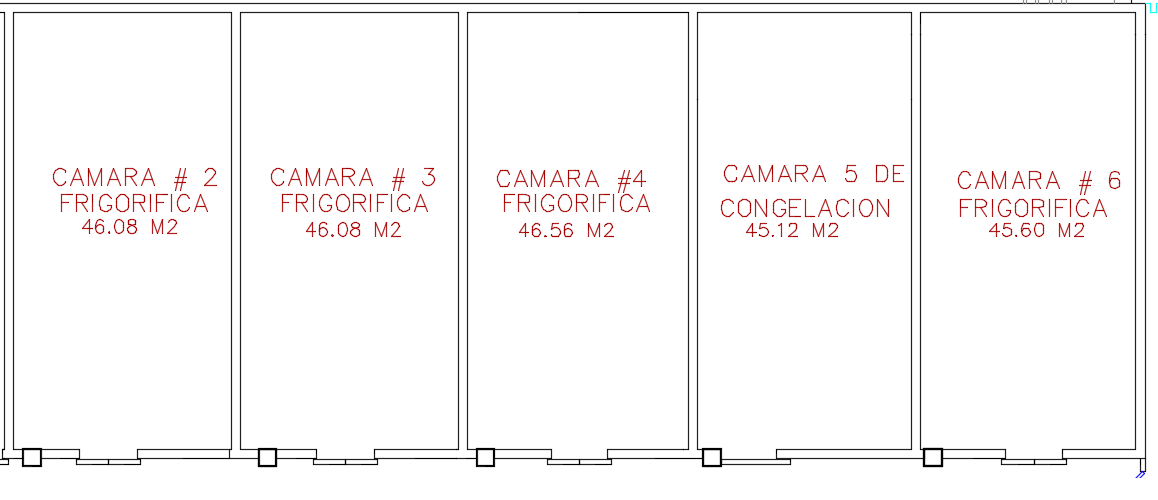 CAMARA # 2
FRIGORIFICA
46.08 M2
CAMARA # 3
FRIGORIFICA
46.08 M2
CAMARA #4
FRIGORIFICA
46.56 M2
CAMARA 5 DE
CONGELACION
45.12 M2
CAMARA # 6
FRIGORIFICA
45.60 M2